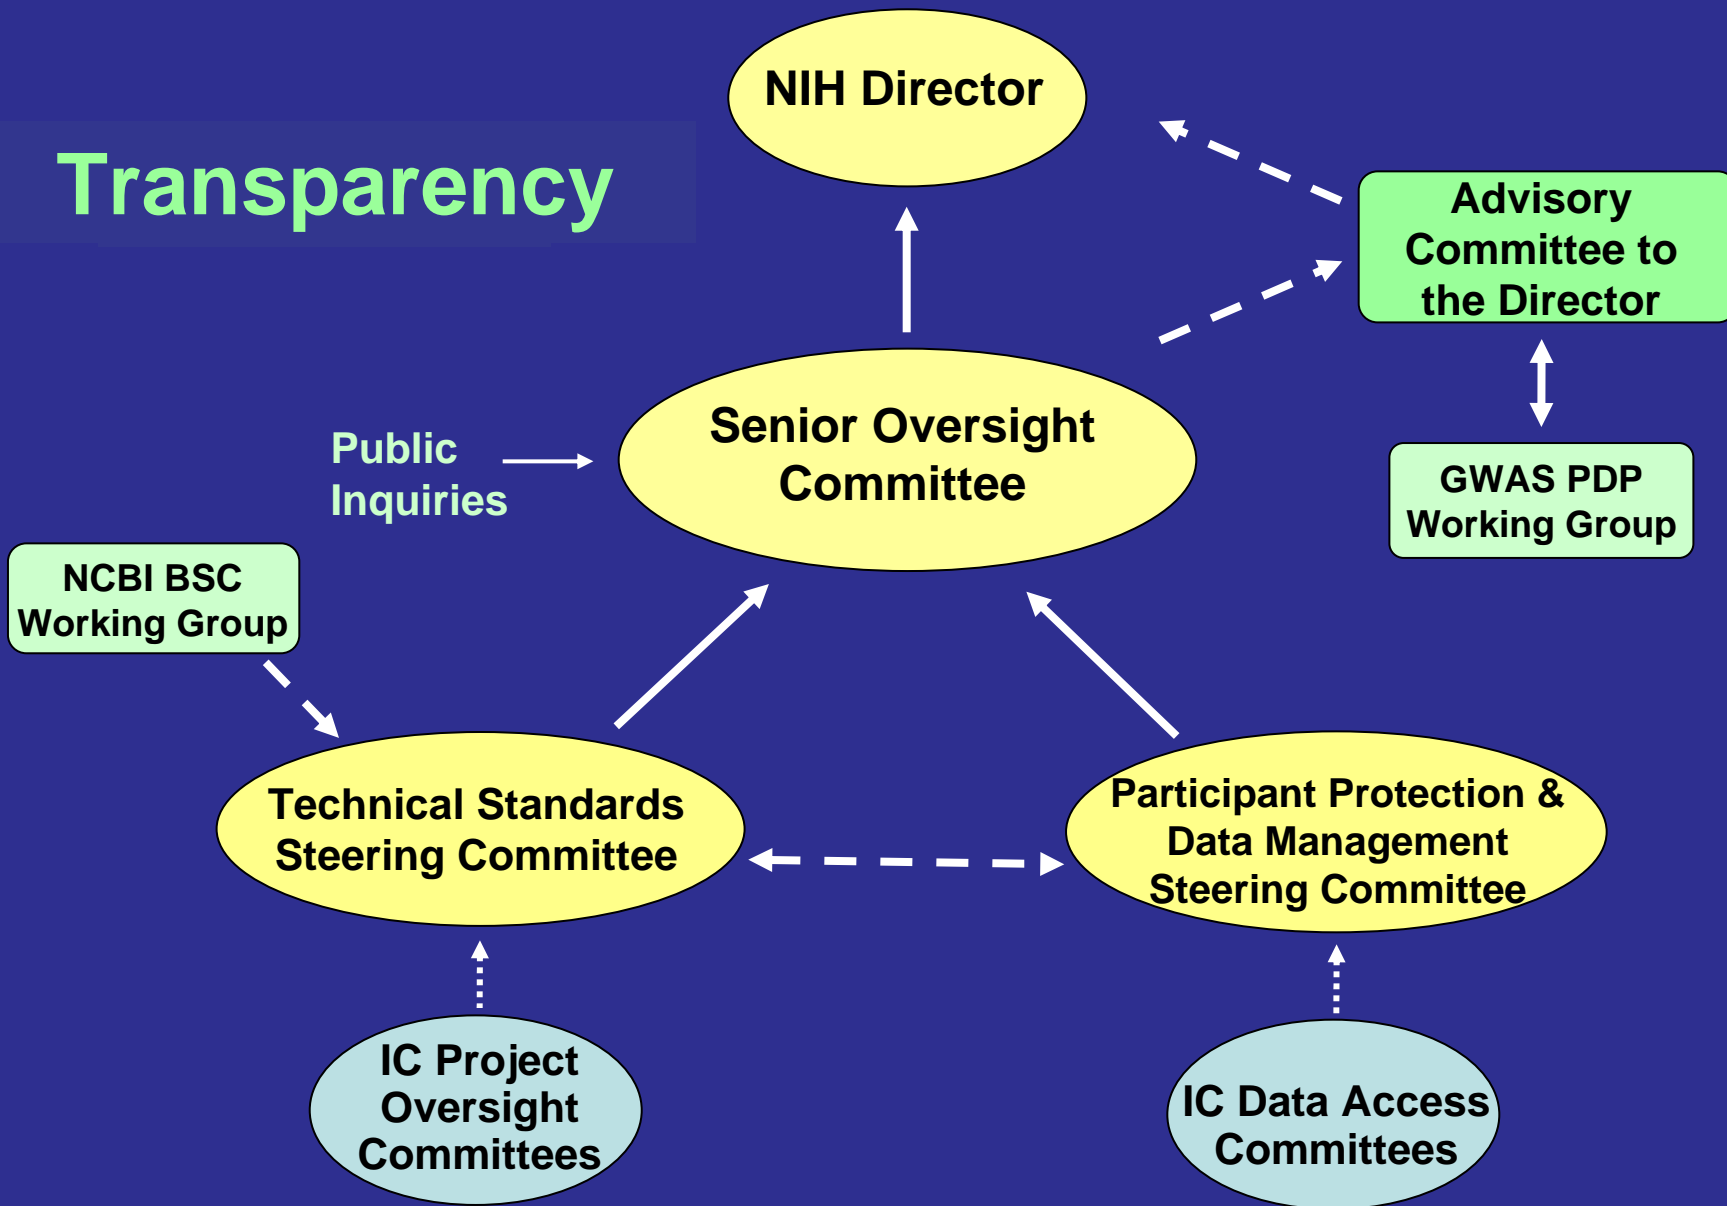 NIH Director
Transparency
Advisory
Committee to
the Director
Senior Oversight
Committee
Public
Inquiries
GWAS PDP
Working Group
NCBI BSC
Working Group
Technical Standards
Steering Committee
Participant Protection &
Data Management
Steering Committee
IC Project
Oversight
Committees
IC Data Access
Committees